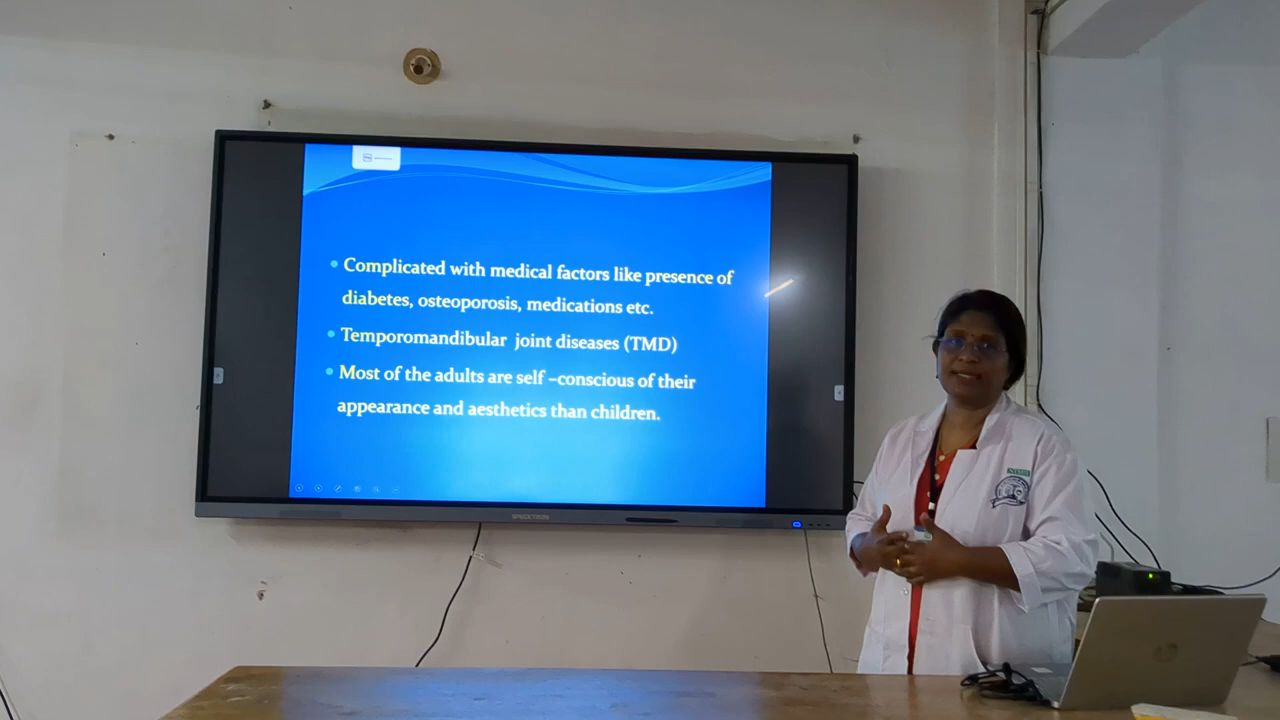 Complicated with medical factors like presence of
diabetes, osteoporosis, medications etc.
Temporomandibular joint diseases (TMD)
Most of the adults are self –conscious of their
appearance and aesthetics than children.
SPECKTRON